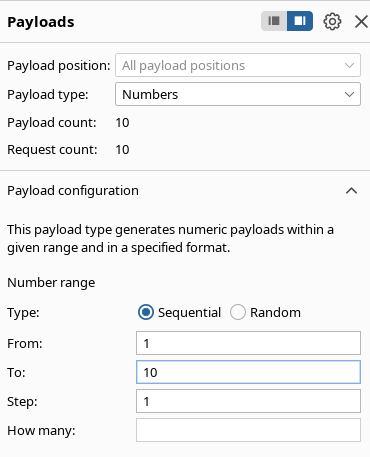 Payloads
Payload position: All payload positions
Payload type: Numbers
Payload count: 10
Request count: 10
Payload configuration
This payload type generates numeric payloads within a
given range and in a specified format.
Number range
Type: Sequential Random
From: 1
To: 10
Step: 1
How many: